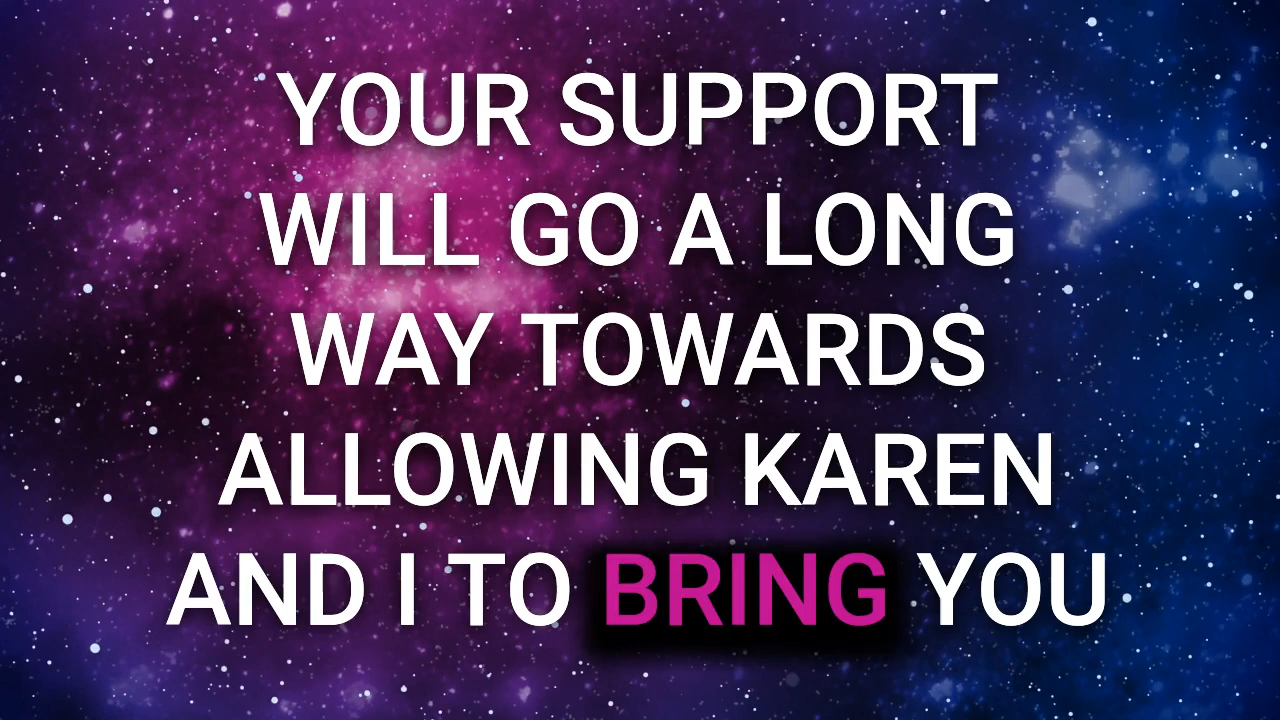 YOUR SUPPORT
WILL GO A LONG
WAY TOWARDS
ALLOWING KAREN
AND I TO BRING YOU